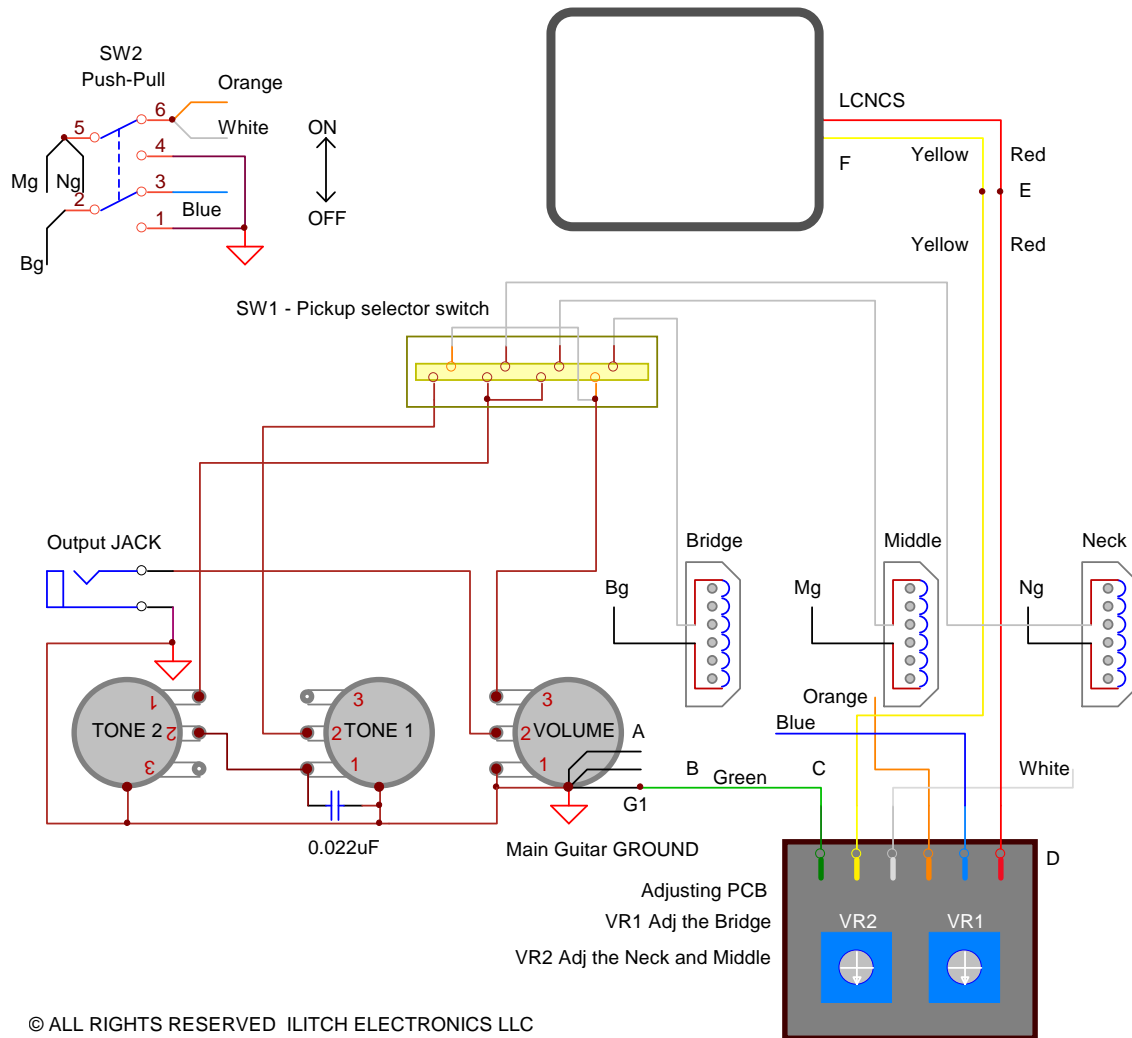 SW2
Push-Pull
Orange
White
6
5
4
3
2
1
Mg
Ng
Blue
Bg
ON
OFF
LCNCS
F
Yellow
Red
E
Yellow
Red
SW1 - Pickup selector switch
Output JACK
Bridge
Middle
Neck
Bg
Mg
Ng
1
2
3
TONE 2
3
2
1
TONE 1
3
2
1
VOLUME
A
B
G1
Green
C
Orange
Blue
White
D
0.022uF
Main Guitar GROUND
Adjusting PCB
VR1 Adj the Bridge
VR2 Adj the Neck and Middle
VR2
VR1
© ALL RIGHTS RESERVED ILITCH ELECTRONICS LLC